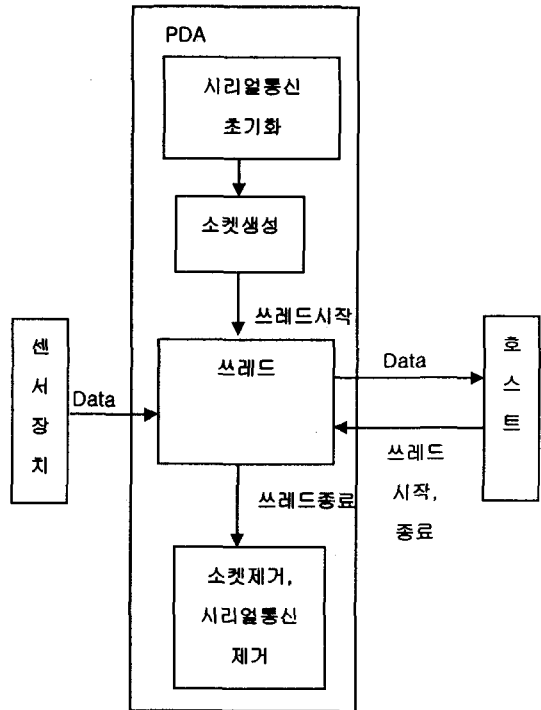 PDA
시리얼통신
초기화
소켓생성
쓰레드시작
쓰레드
센
서
장
치
Data
Data
호
스
트
쓰레드
시작,
종료
쓰레드종료
소켓제거,
시리얼통신
제거